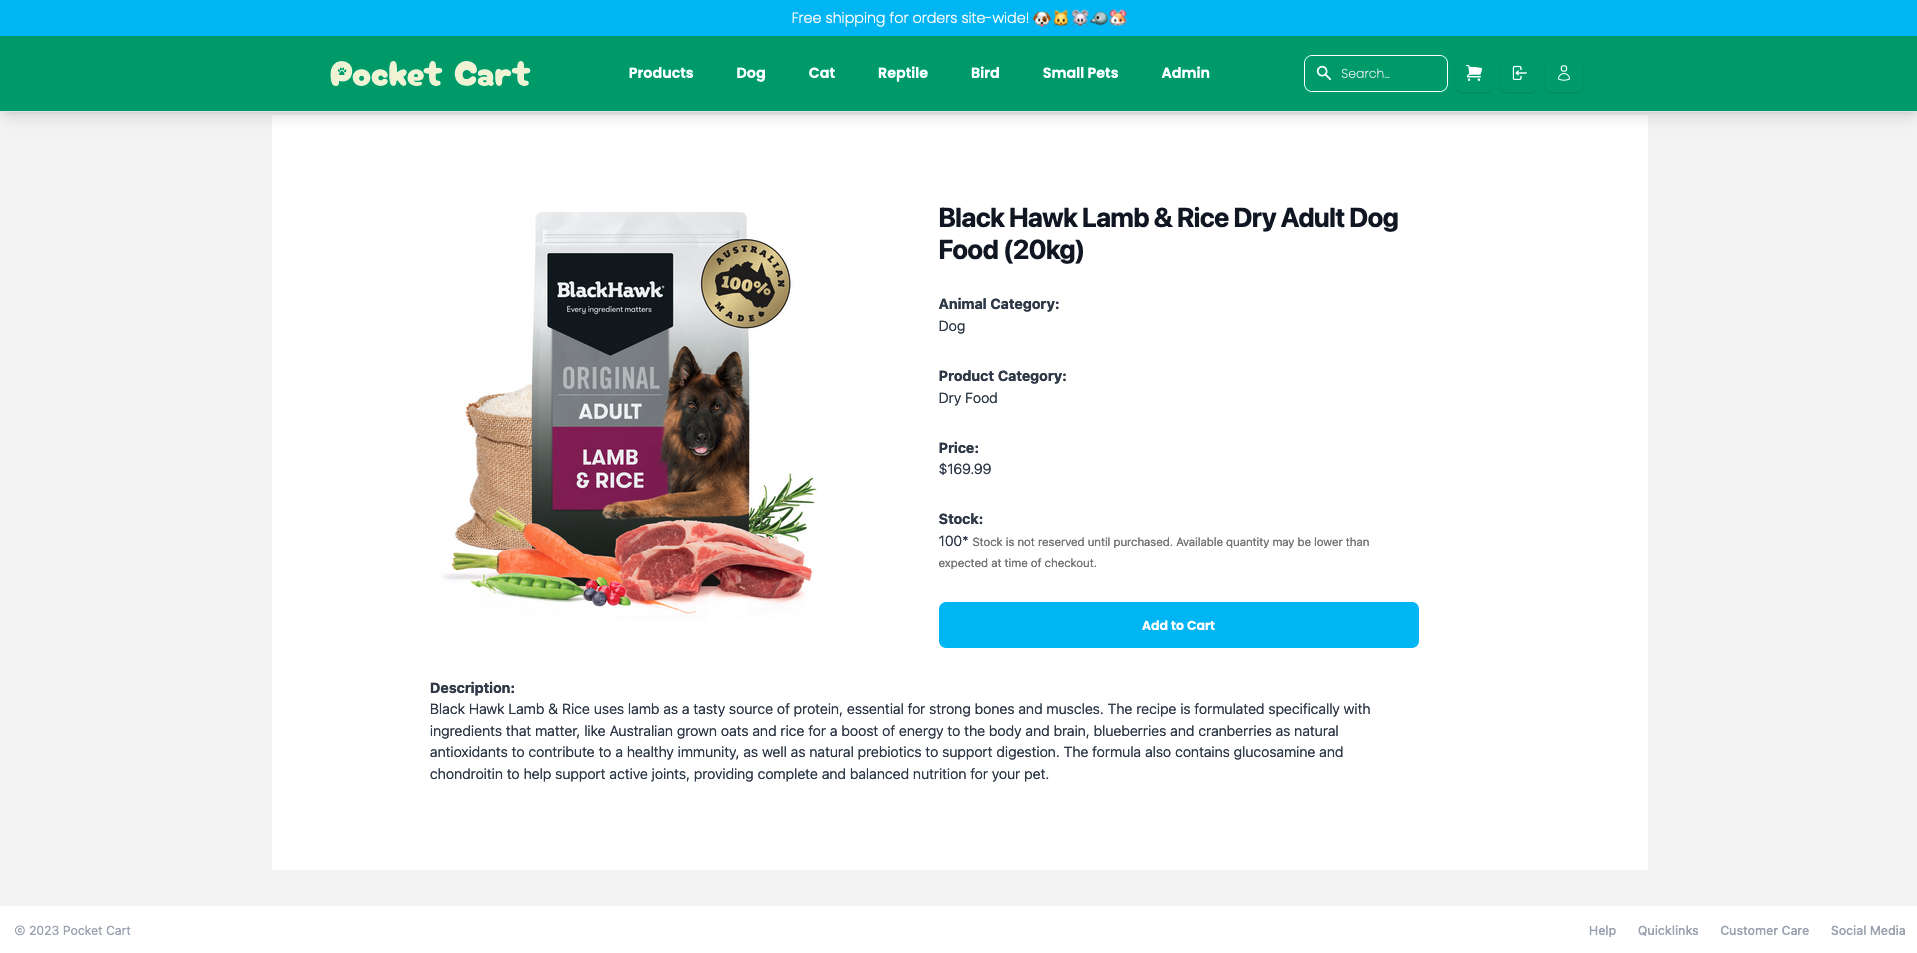 Free shipping for orders site-wide! 🐶🐱🐭🐟🐹
Pocket Cart
Products
Dog
Cat
Reptile
Bird
Small Pets
Admin
Search...
Black Hawk Lamb & Rice Dry Adult Dog
Food (20kg)
BlackHawk
Every ingredient matters
AUSTRALIAN
100%
MADE
ORIGINAL
ADULT
LAMB
& RICE
Animal Category:
Dog
Product Category:
Dry Food
Price:
$169.99
Stock:
100* Stock is not reserved until purchased. Available quantity may be lower than
expected at time of checkout.
Add to Cart
Description:
Black Hawk Lamb & Rice uses lamb as a tasty source of protein, essential for strong bones and muscles. The recipe is formulated specifically with
ingredients that matter, like Australian grown oats and rice for a boost of energy to the body and brain, blueberries and cranberries as natural
antioxidants to contribute to a healthy immunity, as well as natural prebiotics to support digestion. The formula also contains glucosamine and
chondroitin to help support active joints, providing complete and balanced nutrition for your pet.
© 2023 Pocket Cart
Help
Quicklinks
Customer Care
Social Media